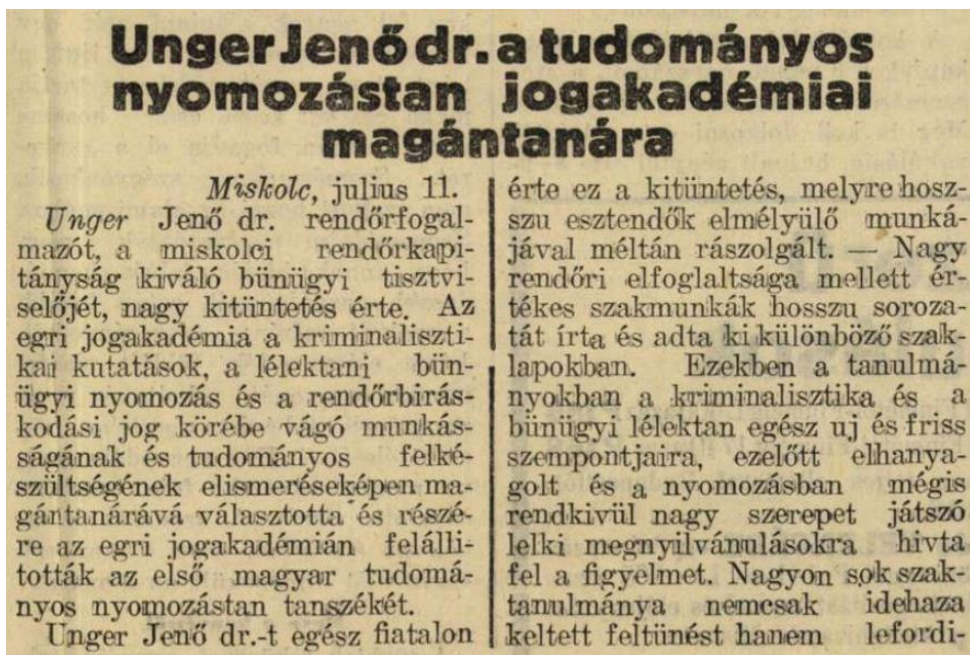 Unger Jenő dr. a tudományos
nyomozástan jogakadémiai
magántanára
Miskolc, julius 11.
Unger Jenő dr. rendőrfogal-
mazót, a miskolci rendőrkapi-
tányság kiváló bünügyi tisztvi-
selőjét, nagy kitüntetés érte. Az
egri jogakadémia a kriminaliszti-
kai kutatások, a lélektani bün-
ügyi nyomozás és a rendőrbirás-
kodási jog körébe vágó munkás-
ságának és tudományos felké-
szültségének elismeréseképen ma-
gántanárává választotta és részé-
re az egri jogakadémián felálli-
tották az első magyar tudomá-
nyos nyomozástan tanszékét.
Unger Jenő dr.-t egész fiatalon
érte ez a kitüntetés, melyre hosz-
szu esztendők elmélyülő munká-
jával méltán rászolgált. — Nagy
rendőri elfoglaltsága mellett ér-
tékes szakmunkák hosszu soroza-
tát írta és adta ki különböző szak-
lapokban. Ezekben a tanulmá-
nyokban a kriminalisztika és a
bünügyi lélektan egész uj és friss
szempontjaira, ezelőtt elhanya-
golt és a nyomozásban mégis
rendkivül nagy szerepet játszó
lelki megnyilvánulásokra hivta
fel a figyelmet. Nagyon sok szak-
tanulmánya nemcsak idehaza
keltett feltünést hanem lefordi-